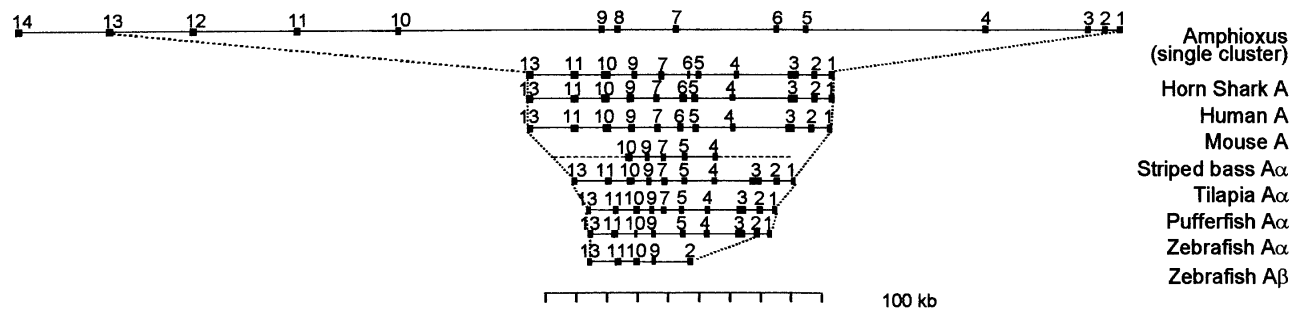 14 13 12 11 10 9 8 7 6 5 4 3 2 1
Amphioxus
(single cluster)
13 11 10 9 7 6 5 4 3 2 1
Horn Shark A
13 11 10 9 7 6 5 4 3 2 1
Human A
13 11 10 9 7 6 5 4 3 2 1
Mouse A
10 9 7 5 4
Striped bass Aα
13 11 10 9 7 5 4 3 2 1
Tilapia Aα
13 11 10 9 7 5 4 3 2 1
Pufferfish Aα
13 11 10 9 5 4 3 2 1
Zebrafish Aα
13 11 10 9 2
Zebrafish Aβ
100 kb